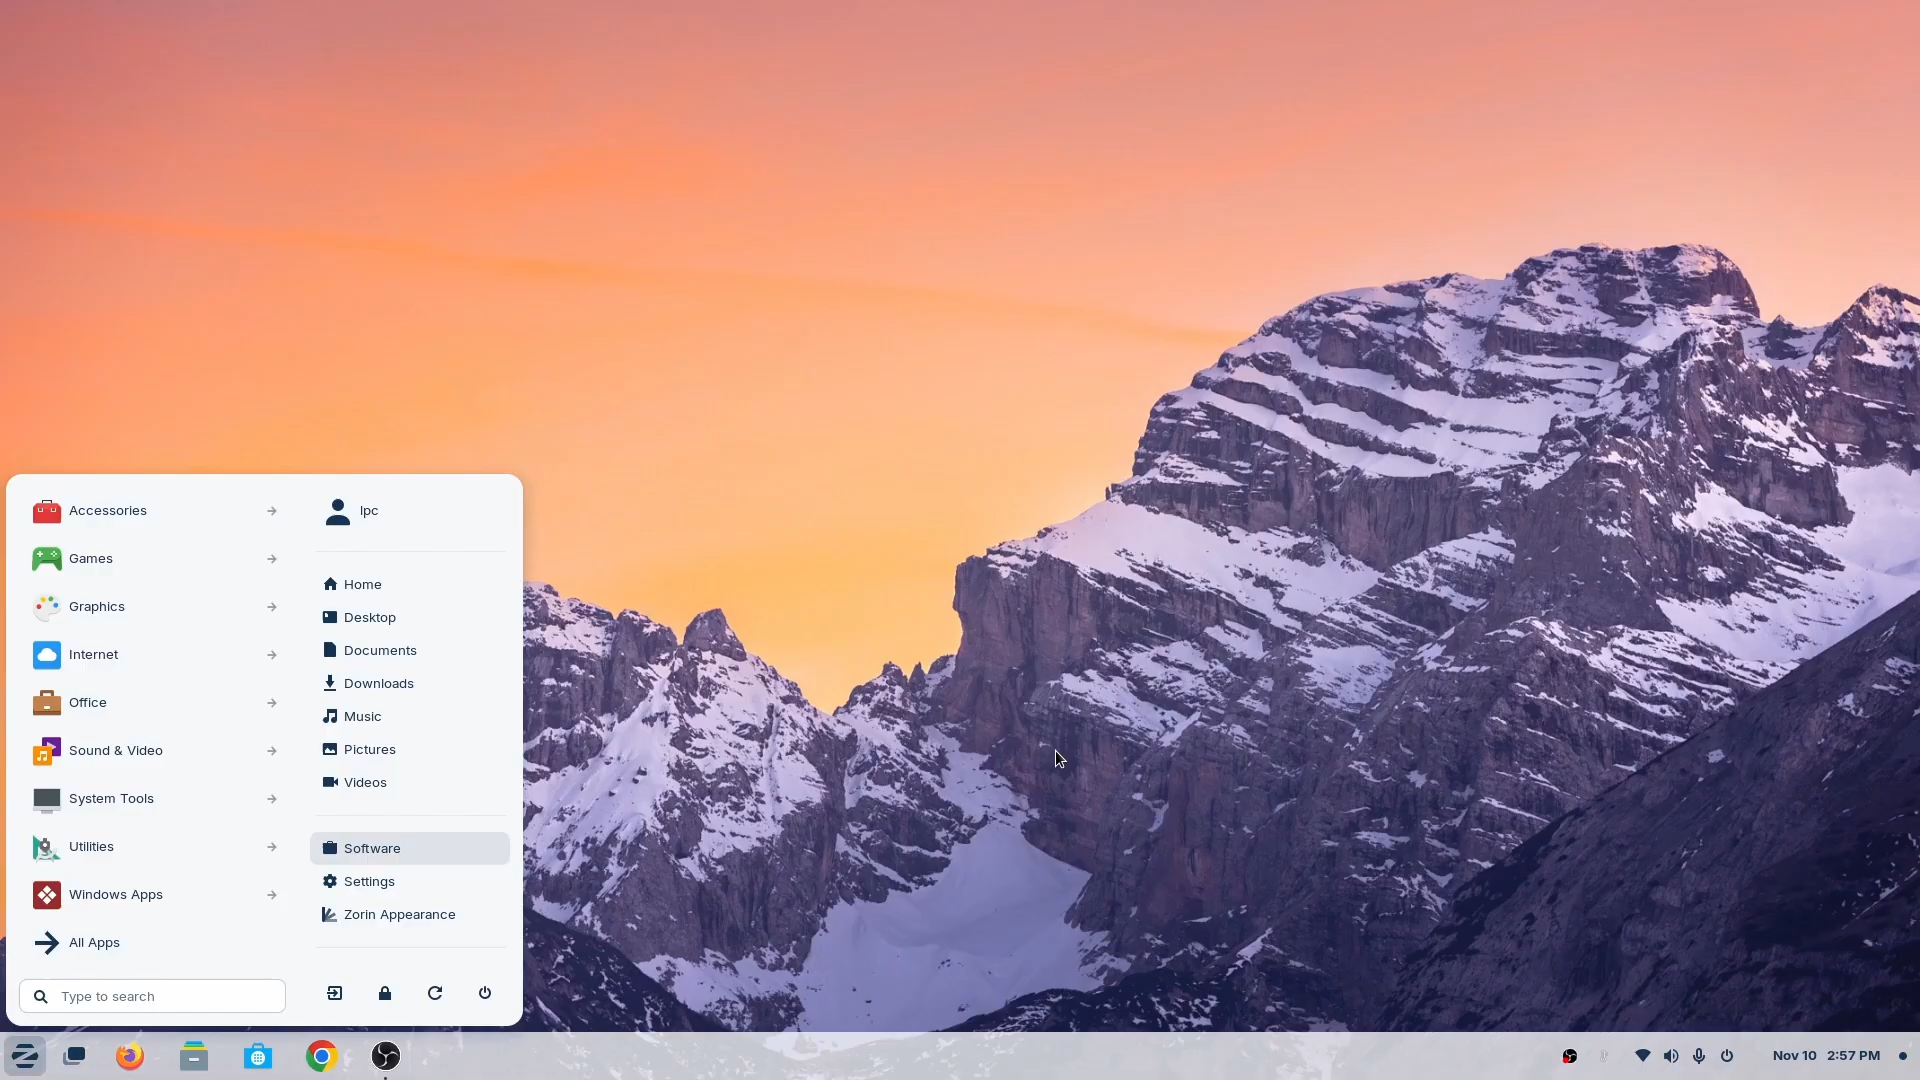 Accessories
Games
Graphics
Internet
Office
Sound & Video
System Tools
Utilities
Windows Apps
All Apps
Type to search
lpc
Home
Desktop
Documents
Downloads
Music
Pictures
Videos
Software
Settings
Zorin Appearance
Nov 10 2:57 PM